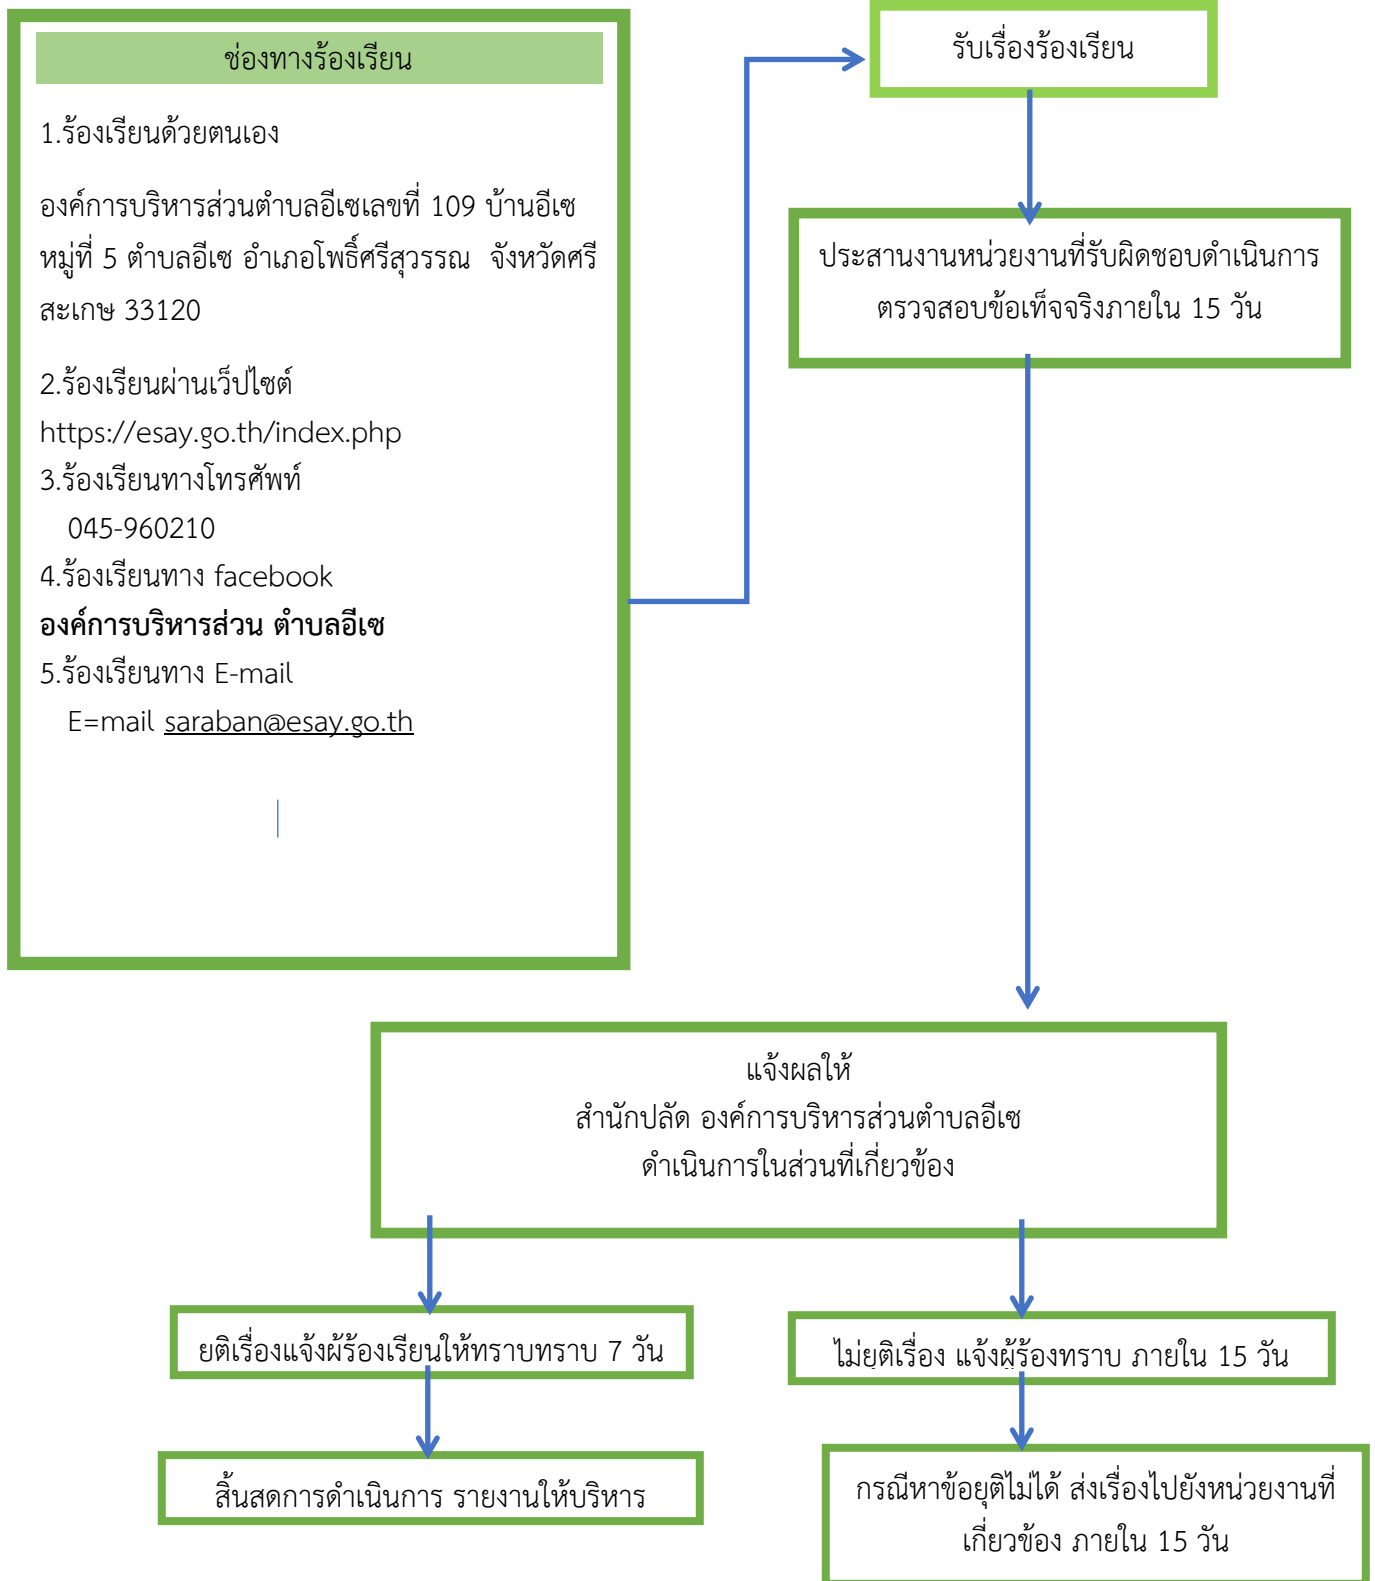 ช่องทางร้องเรียน
1.ร้องเรียนด้วยตนเอง
องค์การบริหารส่วนตำบลอีเซเลขที่ 109 บ้านอีเซ
หมู่ที่ 5 ตำบลอีเซ อำเภอโพธิ์ศรีสุวรรณ จังหวัดศรี
สะเกษ 33120
2.ร้องเรียนผ่านเว็ปไซต์
https://esay.go.th/index.php
3.ร้องเรียนทางโทรศัพท์
045-960210
4.ร้องเรียนทาง facebook
องค์การบริหารส่วน ตำบลอีเซ
5.ร้องเรียนทาง E-mail
E=mail saraban@esay.go.th
รับเรื่องร้องเรียน
ประสานงานหน่วยงานที่รับผิดชอบดำเนินการ
ตรวจสอบข้อเท็จจริงภายใน 15 วัน
แจ้งผลให้
สำนักปลัด องค์การบริหารส่วนตำบลอีเซ
ดำเนินการในส่วนที่เกี่ยวข้อง
ยติเรื่องแจ้งผ้ร้องเรียนให้ทราบทราบ 7 วัน
ไม่ยุติเรื่อง แจ้งผู้ร้องทราบ ภายใน 15 วัน
สิ้นสดการดำเนินการ รายงานให้บริหาร
กรณีหาข้อยุติไม่ได้ ส่งเรื่องไปยังหน่วยงานที่
เกี่ยวข้อง ภายใน 15 วัน